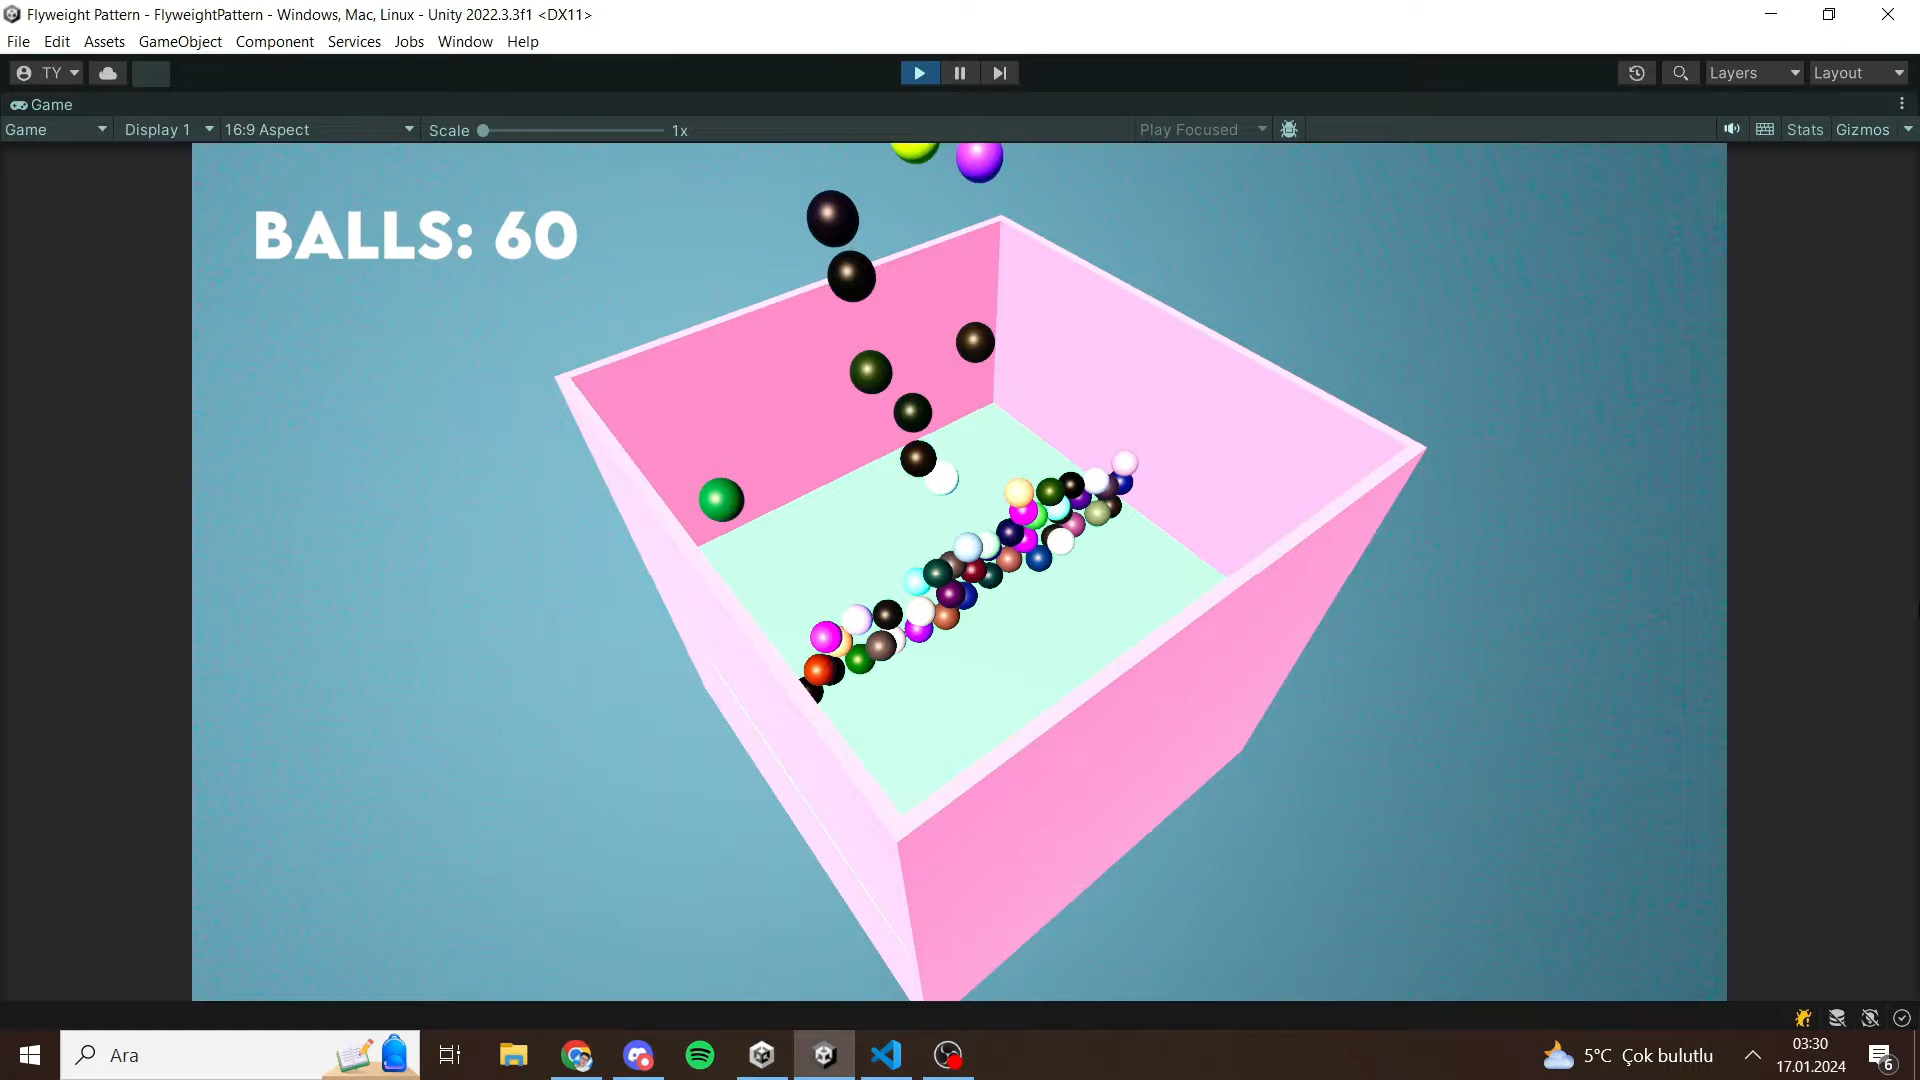 Flyweight Pattern - FlyweightPattern - Windows, Mac, Linux - Unity 2022.3.3f1 <DX11>
File Edit Assets GameObject Component Services Jobs Window Help
TY Layers Layout
Game
Game Display 1 16:9 Aspect Scale 1x Play Focused Stats Gizmos
BALLS: 60
Ara 5°C Çok bulutlu 03:30
17.01.2024 6